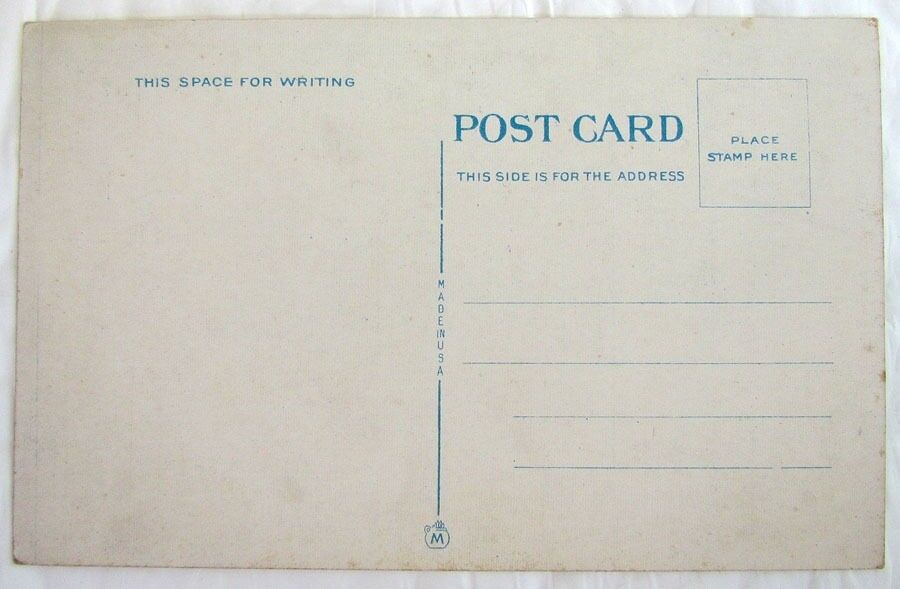 THIS SPACE FOR WRITING
POST CARD
THIS SIDE IS FOR THE ADDRESS
PLACE
STAMP HERE
MADE IN USA
M